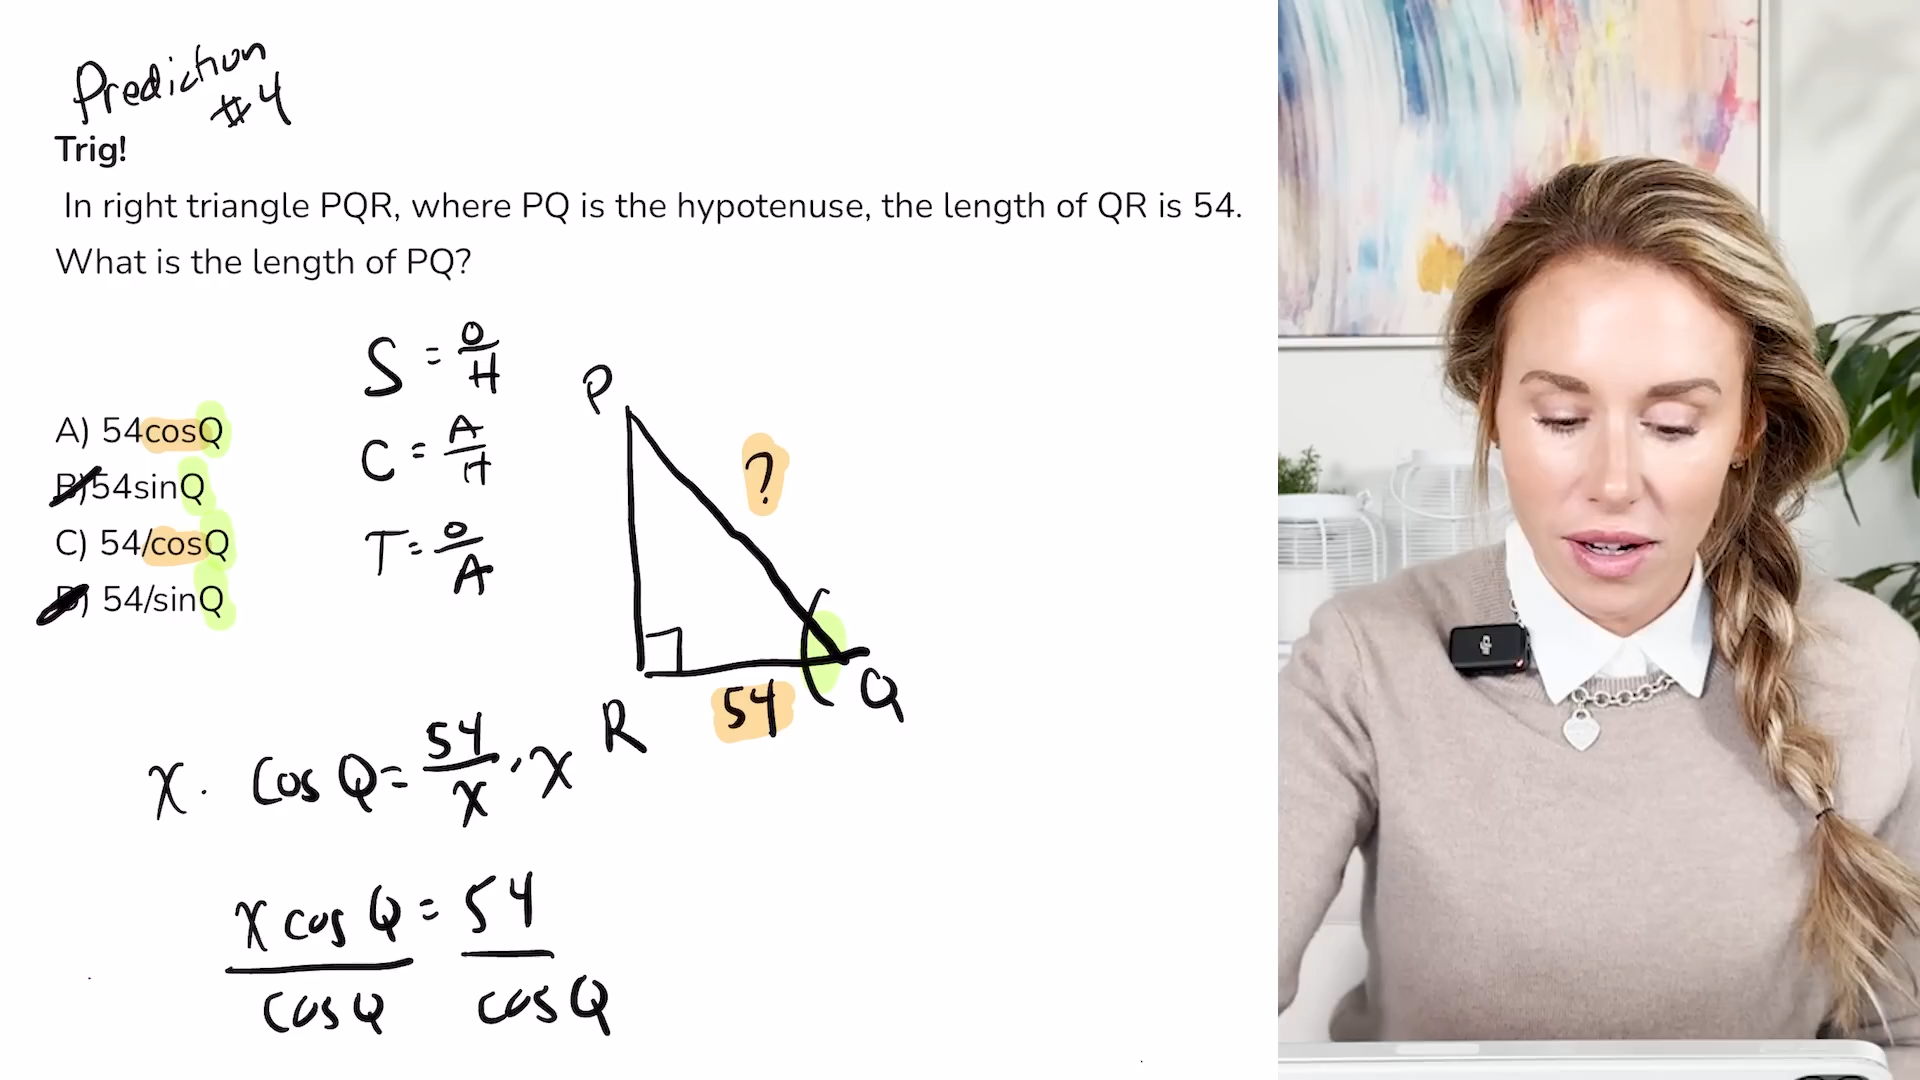 Prediction
#4
Trig!
In right triangle PQR, where PQ is the hypotenuse, the length of QR is 54.
What is the length of PQ?
S = O/H
C = A/H
T = O/A
A) 54cosQ
B) 54sinQ
C) 54/cosQ
D) 54/sinQ
P
?
R
54
Q
x · cos Q = 54/x · x
x cos Q = 54
cos Q cos Q